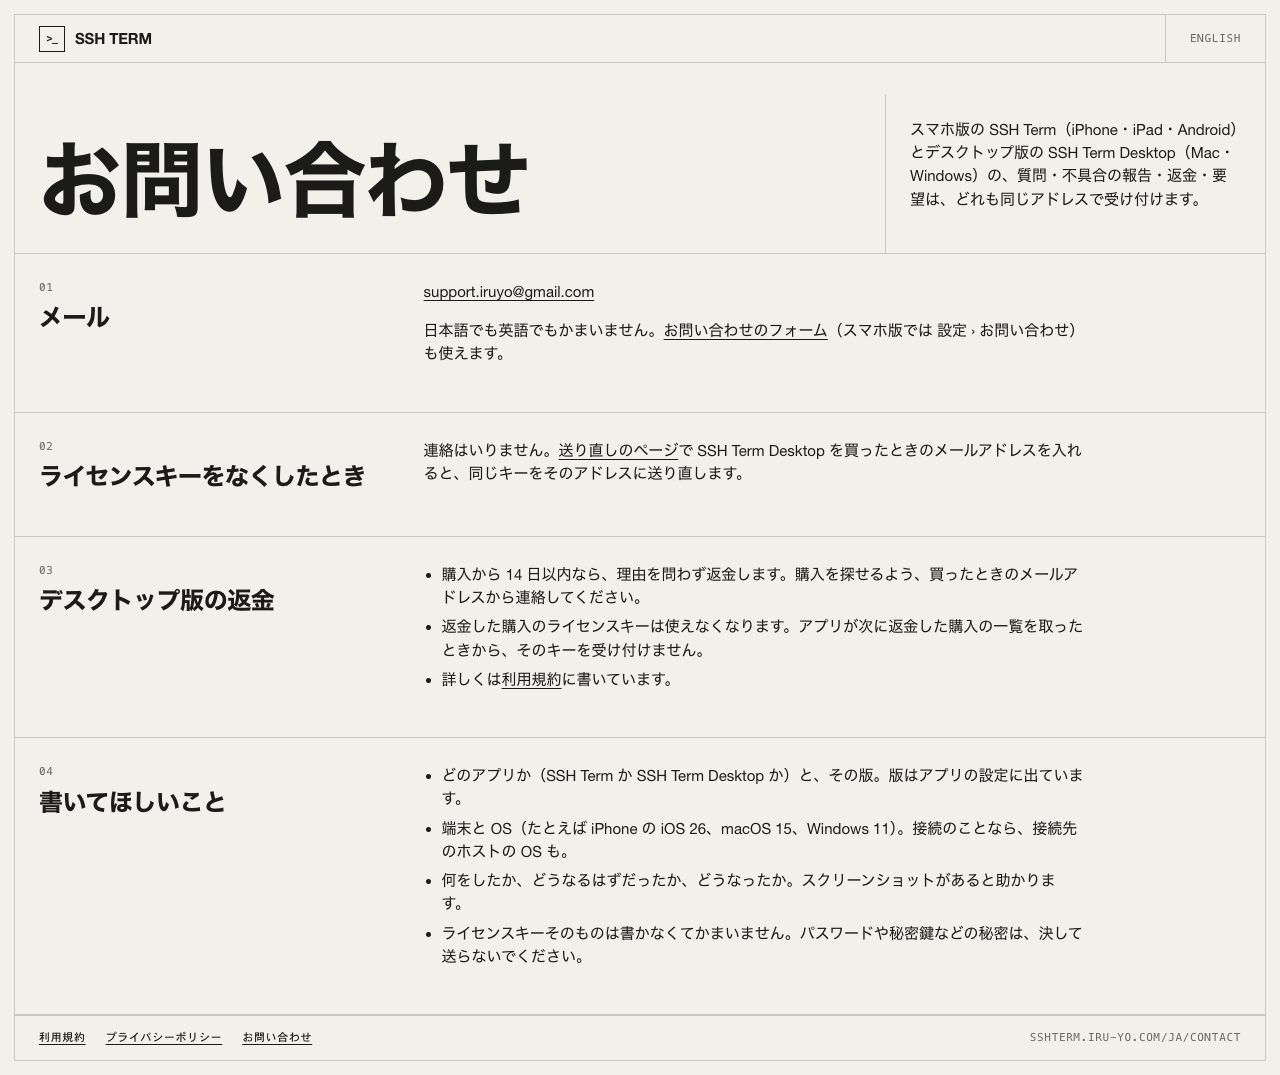 >_ SSH TERM
ENGLISH
お問い合わせ
スマホ版の SSH Term（iPhone・iPad・Android）
とデスクトップ版の SSH Term Desktop（Mac・
Windows）の、質問・不具合の報告・返金・要
望は、どれも同じアドレスで受け付けます。
01
メール
support.iruyo@gmail.com
日本語でも英語でもかまいません。お問い合わせのフォーム（スマホ版では 設定 › お問い合わせ）
も使えます。
02
ライセンスキーをなくしたとき
連絡はいりません。送り直しのページで SSH Term Desktop を買ったときのメールアドレスを入れ
ると、同じキーをそのアドレスに送り直します。
03
デスクトップ版の返金
• 購入から 14 日以内なら、理由を問わず返金します。購入を探せるよう、買ったときのメールア
ドレスから連絡してください。
• 返金した購入のライセンスキーは使えなくなります。アプリが次に返金した購入の一覧を取った
ときから、そのキーを受け付けません。
• 詳しくは利用規約に書いています。
04
書いてほしいこと
• どのアプリか（SSH Term か SSH Term Desktop か）と、その版。版はアプリの設定に出ていま
す。
• 端末と OS（たとえば iPhone の iOS 26、macOS 15、Windows 11）。接続のことなら、接続先
のホストの OS も。
• 何をしたか、どうなるはずだったか、どうなったか。スクリーンショットがあると助かりま
す。
• ライセンスキーそのものは書かなくてかまいません。パスワードや秘密鍵などの秘密は、決して
送らないでください。
利用規約 プライバシーポリシー お問い合わせ
SSHTERM.IRU-YO.COM/JA/CONTACT